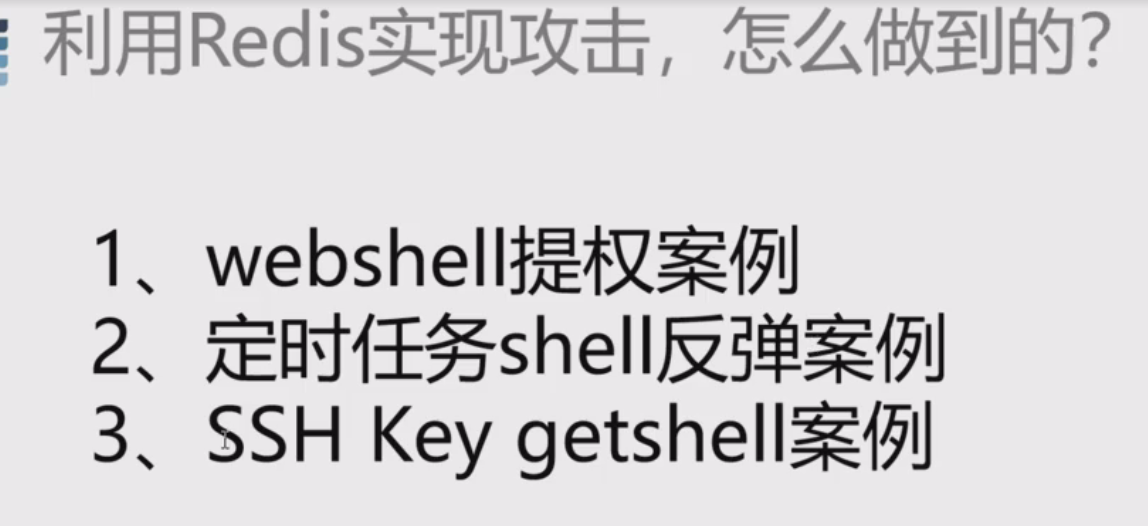 利用Redis实现攻击，怎么做到的？
1、webshell提权案例
2、定时任务shell反弹案例
3、SSH Key getshell案例